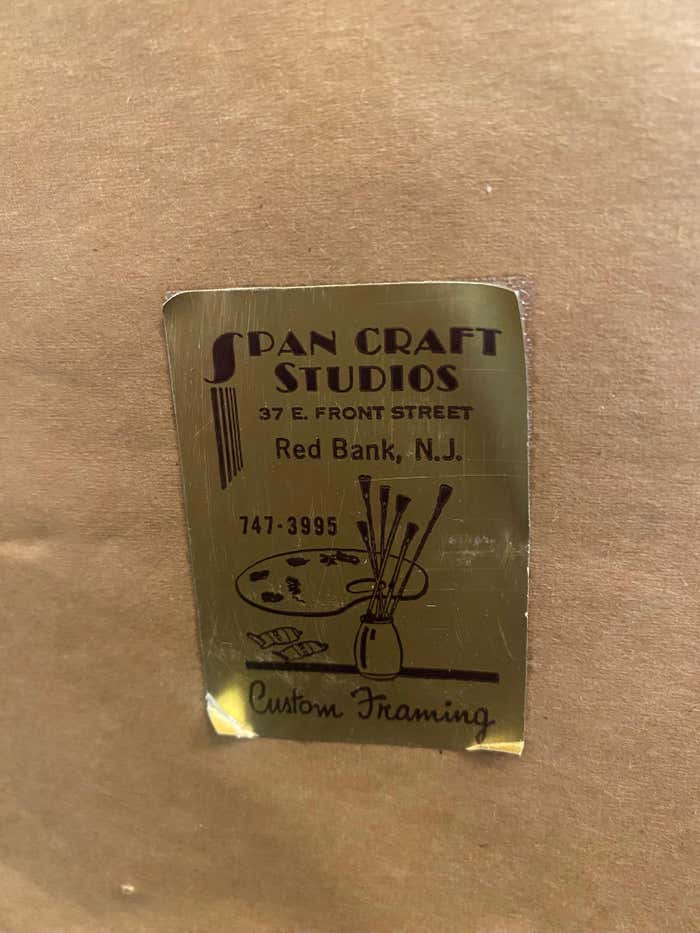 SPAN CRAFT
STUDIOS
37 E. FRONT STREET
Red Bank, N.J.
747-3995
Custom Framing